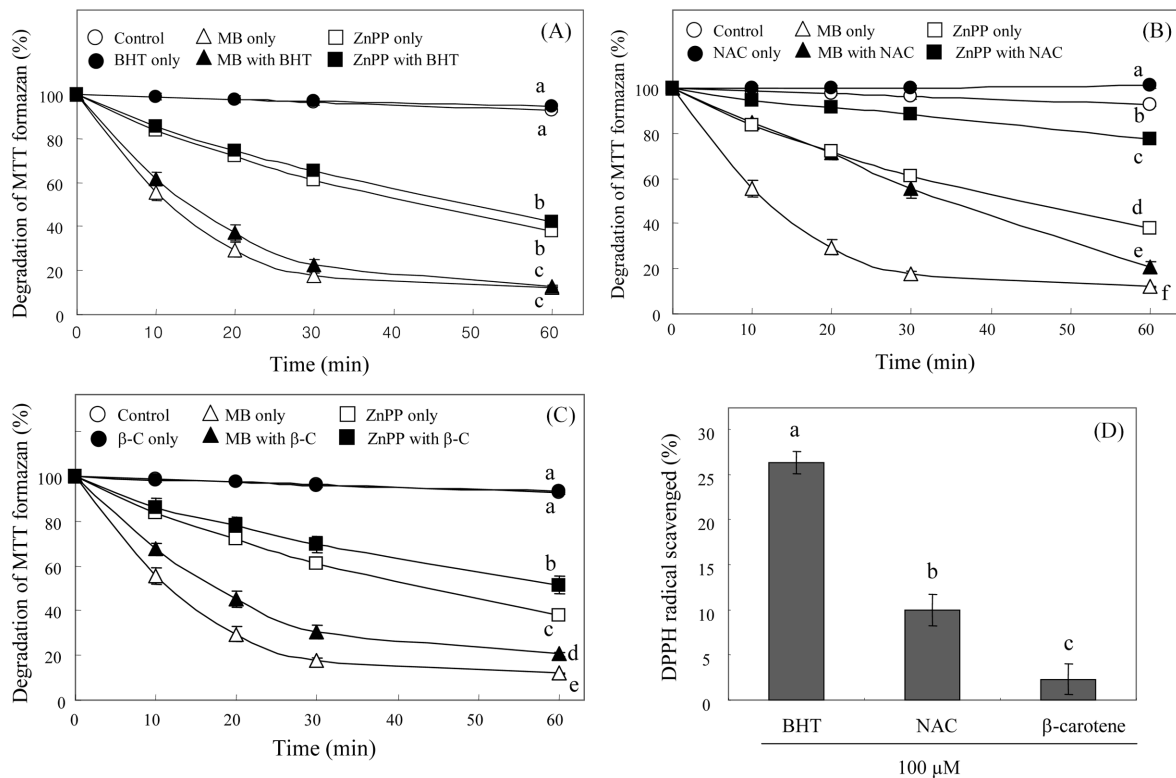 (A)
Control MB only ZnPP only
BHT only MB with BHT ZnPP with BHT
Degradation of MTT formazan (%)
100
80
60
40
20
0
a
a
b
b
c
c
0 10 20 30 40 50 60
Time (min)
(B)
Control MB only ZnPP only
NAC only MB with NAC ZnPP with NAC
Degradation of MTT formazan (%)
100
80
60
40
20
0
a
b
c
d
e
f
0 10 20 30 40 50 60
Time (min)
(C)
Control MB only ZnPP only
β-C only MB with β-C ZnPP with β-C
Degradation of MTT formazan (%)
100
80
60
40
20
0
a
a
b
c
d
e
0 10 20 30 40 50 60
Time (min)
(D)
DPPH radical scavenged (%)
30
25
15
10
5
0
a
b
c
BHT NAC β-carotene
100 μM